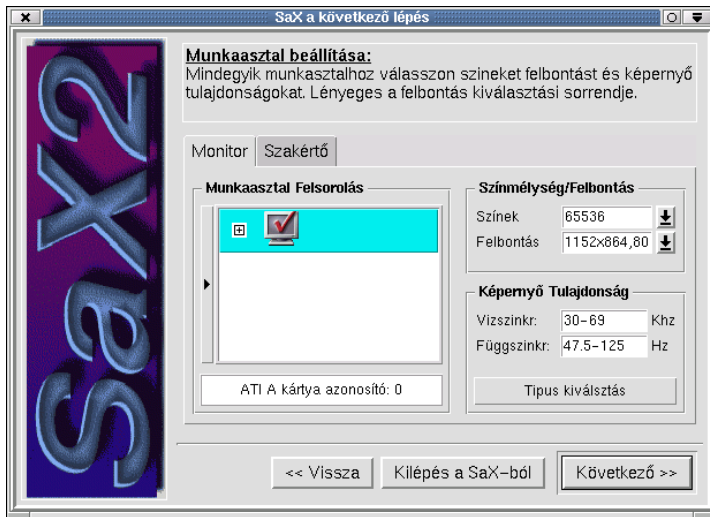 SaX a következő lépés
SaX2
Munkaasztal beállítása:
Mindegyik munkasztalhoz válasszon szineket felbontást és képernyő
tulajdonságokat. Lényeges a felbontás kiválasztási sorrendje.
Monitor Szakértő
Munkaasztal Felsorolás
ATI A kártya azonosító: 0
Színmélység/Felbontás
Színek 65536
Felbontás 1152x864,80
Képernyő Tulajdonság
Vizszinkr: 30-69 Khz
Függszinkr: 47.5-125 Hz
Tipus kiválsztás
<< Vissza Kilépés a SaX-ból Következő >>